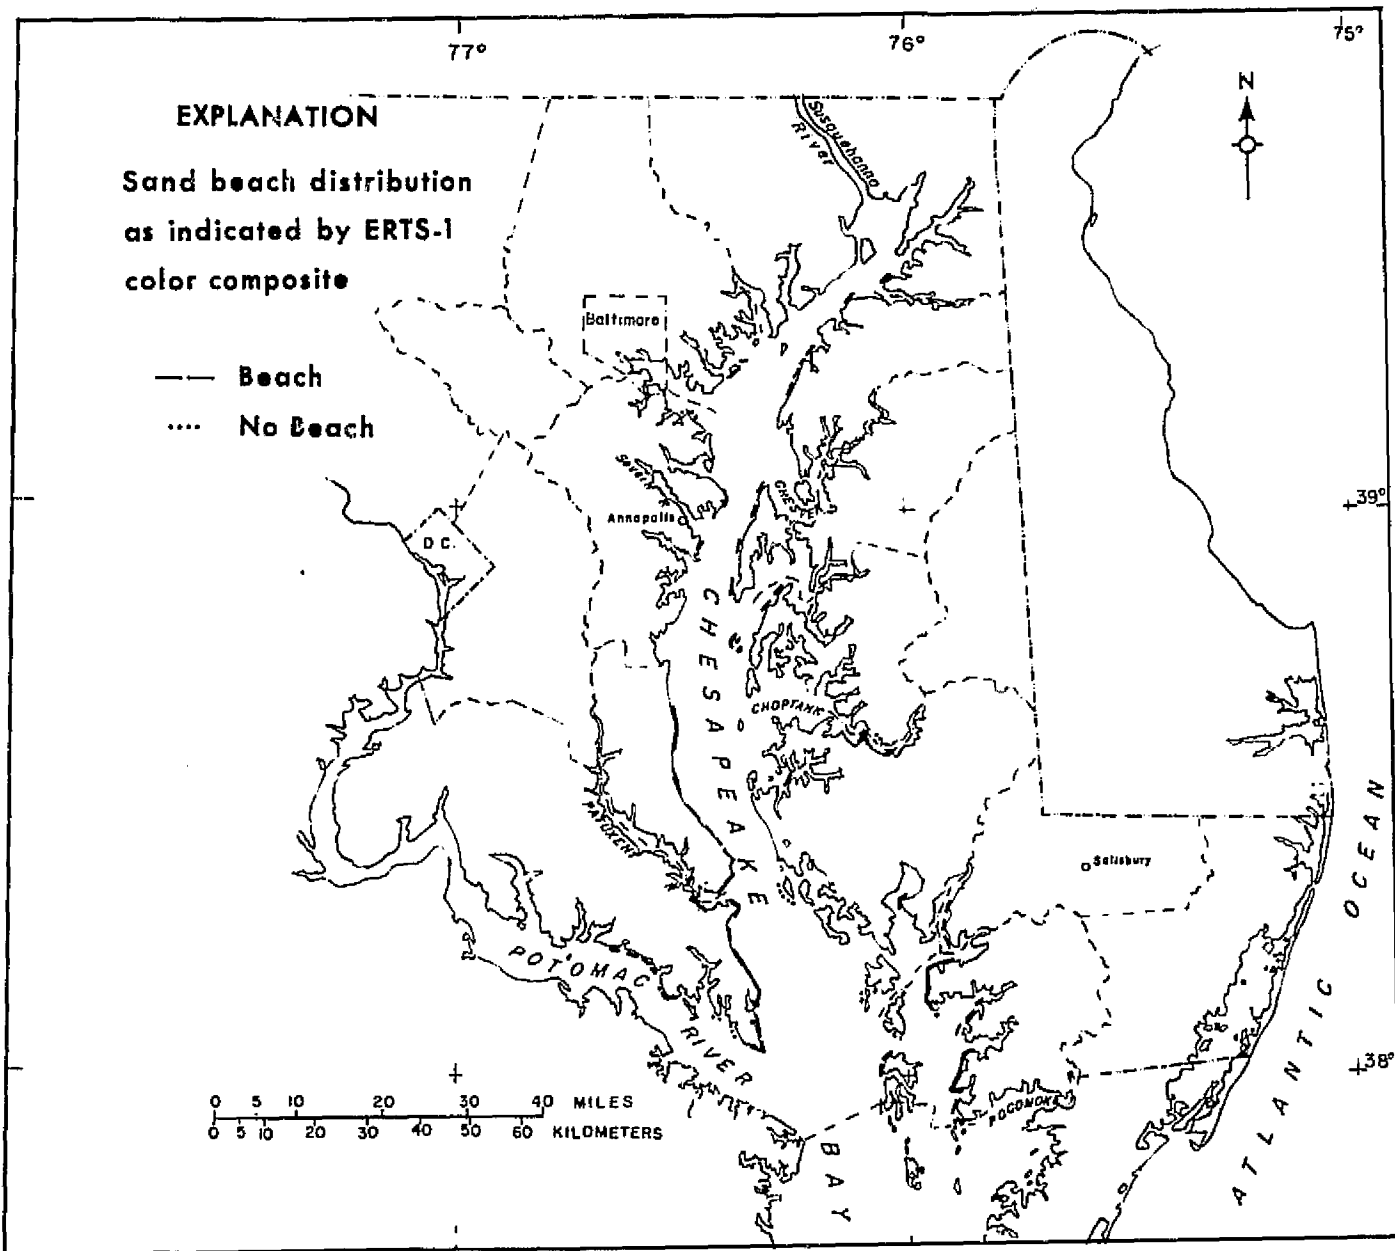 77°
76°
75°
N
EXPLANATION
Sand beach distribution
as indicated by ERTS-1
color composite
Beach
No Beach
Susquehanna
River
Baltimore
Severn
Annapolis
CHESTER
39°
D.C.
CHESAPEAKE
CHOPTANK
PATUXENT
Salisbury
POTOMAC
RIVER
ATLANTIC OCEAN
38°
POCOMOKE
BAY
0 5 10 20 30 40 MILES
0 5 10 20 30 40 50 60 KILOMETERS